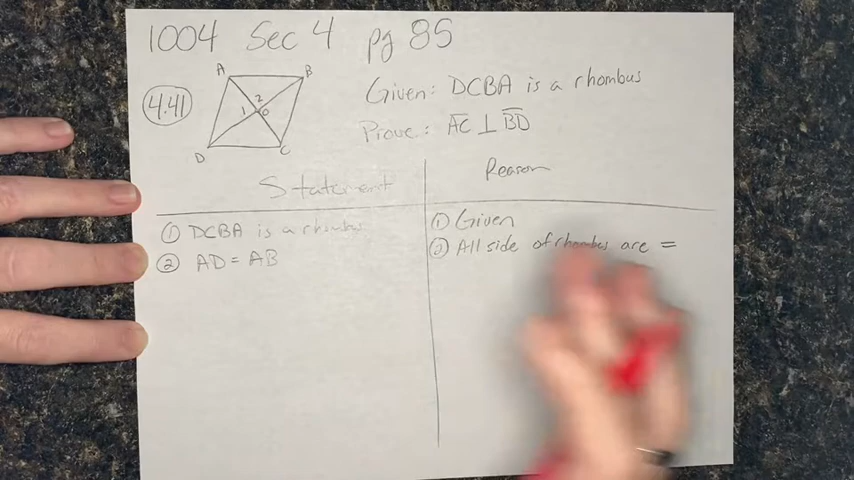 1004 Sec 4 pg 85
4.41
A B
1 2 O
D C
Given: DCBA is a rhombus
Prove: AC ⊥ BD
Statement Reason
① DCBA is a rhombus ① Given
② AD = AB ② All side of rhombus are =